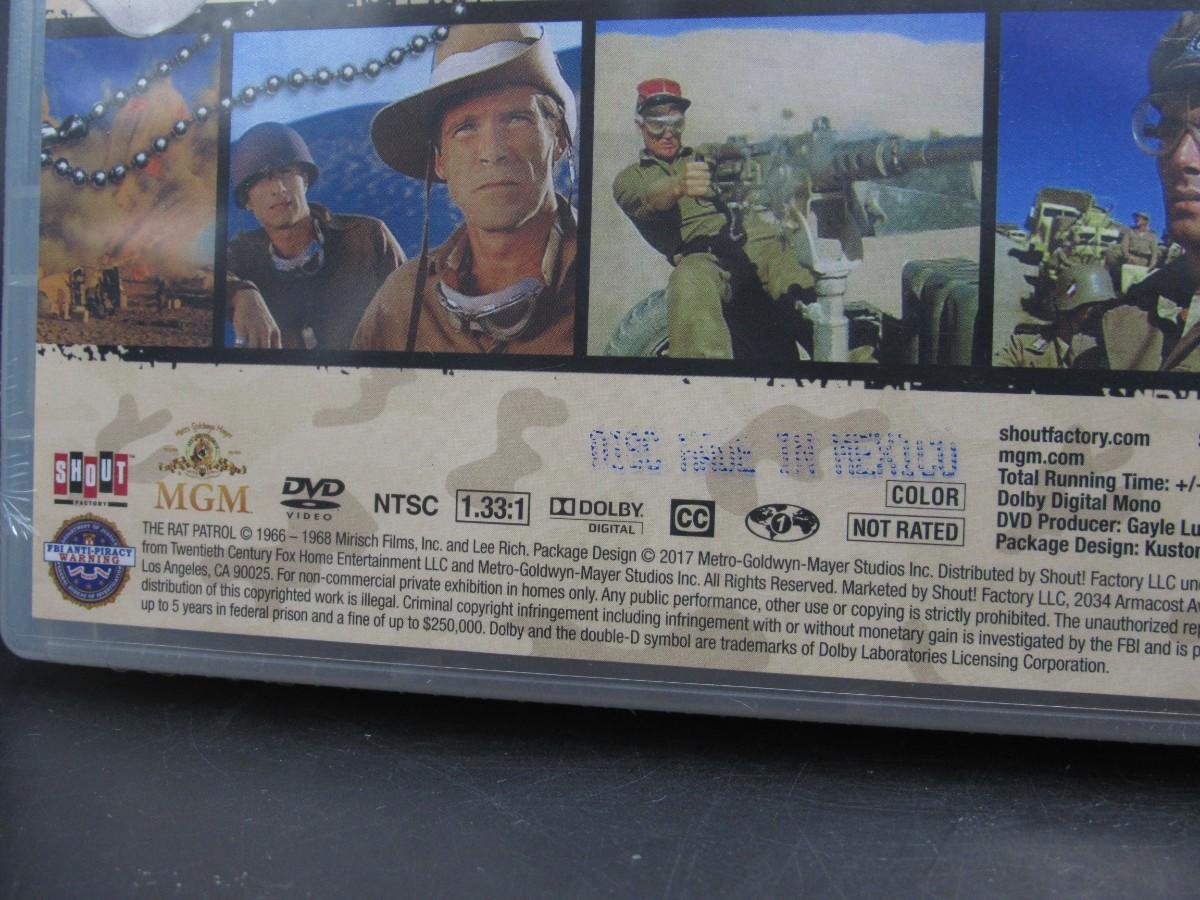 DISC MADE IN MEXICO
SHOUT
FACTORY
Metro Goldwyn Mayer
MGM
DVD
VIDEO
NTSC
1.33:1
DOLBY
DIGITAL
CC
1
COLOR
NOT RATED
shoutfactory.com
mgm.com
Total Running Time: +/-
Dolby Digital Mono
DVD Producer: Gayle
Package Design:
FBI ANTI-PIRACY
WARNING
THE RAT PATROL © 1966 – 1968 Mirisch Films, Inc. and Lee Rich. Package Design © 2017 Metro-Goldwyn-Mayer Studios Inc. Distributed by Shout! Factory LLC
from Twentieth Century Fox Home Entertainment LLC and Metro-Goldwyn-Mayer Studios Inc. All Rights Reserved. Marketed by Shout! Factory LLC, 2034 Armacost
Los Angeles, CA 90025. For non-commercial private exhibition in homes only. Any public performance, other use or copying is strictly prohibited. The unauthorized
distribution of this copyrighted work is illegal. Criminal copyright infringement including infringement with or without monetary gain is investigated by the FBI and is
up to 5 years in federal prison and a fine of up to $250,000. Dolby and the double-D symbol are trademarks of Dolby Laboratories Licensing Corporation.